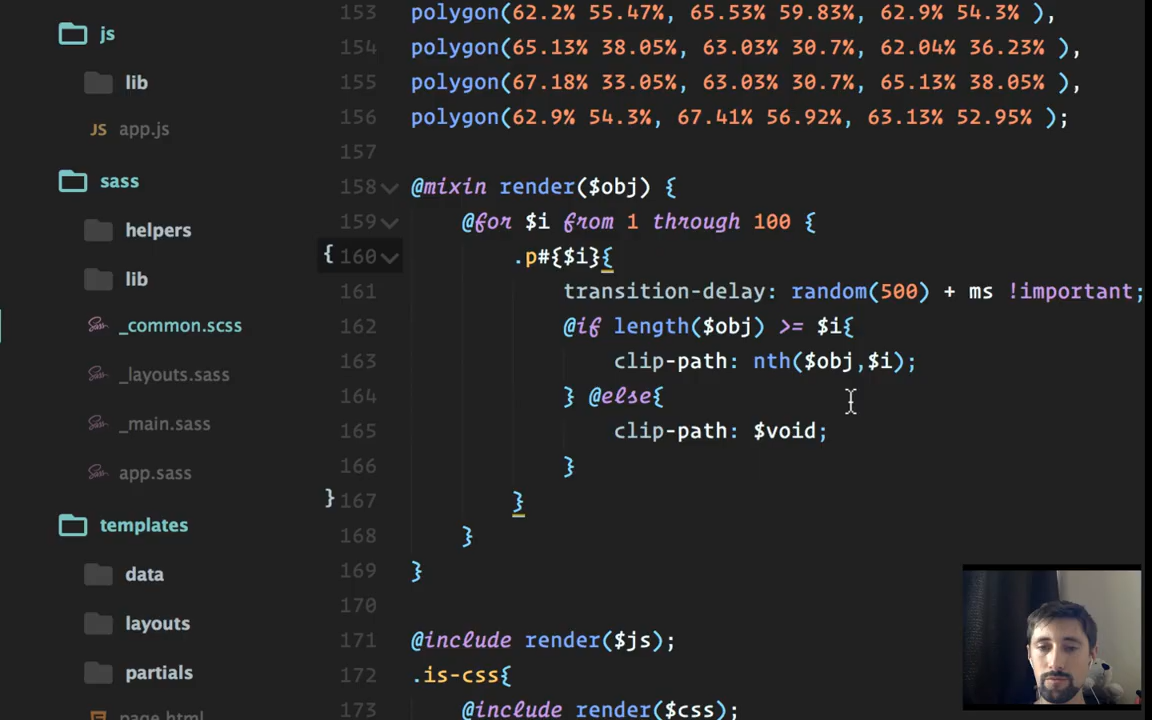 js
lib
JS app.js
sass
helpers
lib
_common.scss
_layouts.sass
_main.sass
app.sass
templates
data
layouts
partials
page.html
153 polygon(62.2% 55.47%, 65.53% 59.83%, 62.9% 54.3% ),
154 polygon(65.13% 38.05%, 63.03% 30.7%, 62.04% 36.23% ),
155 polygon(67.18% 33.05%, 63.03% 30.7%, 65.13% 38.05% ),
156 polygon(62.9% 54.3%, 67.41% 56.92%, 63.13% 52.95% );
157
158 @mixin render($obj) {
159 @for $i from 1 through 100 {
{ 160 .p#{$i}{
161 transition-delay: random(500) + ms !important;
162 @if length($obj) >= $i{
163 clip-path: nth($obj,$i);
164 } @else{
165 clip-path: $void;
166 }
} 167 }
168 }
169 }
170
171 @include render($js);
172 .is-css{
173 @include render($css);